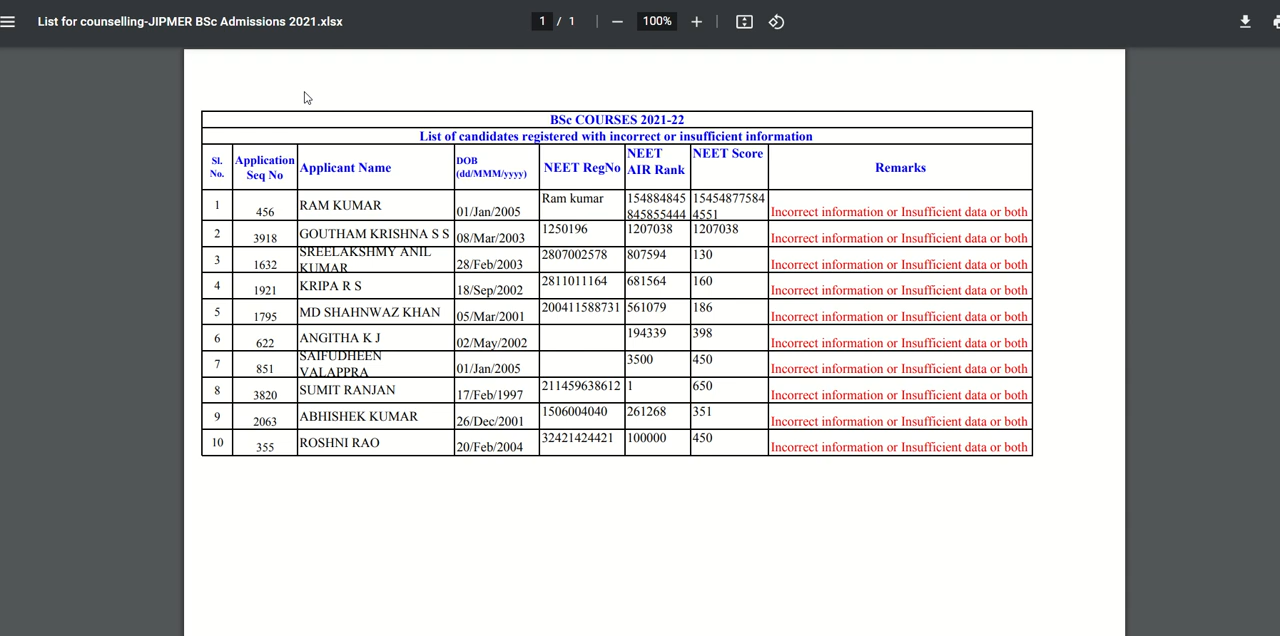 List for counselling-JIPMER BSc Admissions 2021.xlsx 1 / 1 100%
BSc COURSES 2021-22
List of candidates registered with incorrect or insufficient information
Sl. No. Application Seq No Applicant Name DOB (dd/MMM/yyyy) NEET RegNo NEET AIR Rank NEET Score Remarks
1 456 RAM KUMAR 01/Jan/2005 Ram kumar 154884845 845855444 15454877584 4551 Incorrect information or Insufficient data or both
2 3918 GOUTHAM KRISHNA S S 08/Mar/2003 1250196 1207038 1207038 Incorrect information or Insufficient data or both
3 1632 SREELAKSHMY ANIL KUMAR 28/Feb/2003 2807002578 807594 130 Incorrect information or Insufficient data or both
4 1921 KRIPA R S 18/Sep/2002 2811011164 681564 160 Incorrect information or Insufficient data or both
5 1795 MD SHAHNWAZ KHAN 05/Mar/2001 200411588731 561079 186 Incorrect information or Insufficient data or both
6 622 ANGITHA K J 02/May/2002 194339 398 Incorrect information or Insufficient data or both
7 851 SAIFUDHEEN VALAPPRA 01/Jan/2005 3500 450 Incorrect information or Insufficient data or both
8 3820 SUMIT RANJAN 17/Feb/1997 211459638612 1 650 Incorrect information or Insufficient data or both
9 2063 ABHISHEK KUMAR 26/Dec/2001 1506004040 261268 351 Incorrect information or Insufficient data or both
10 355 ROSHNI RAO 20/Feb/2004 32421424421 100000 450 Incorrect information or Insufficient data or both